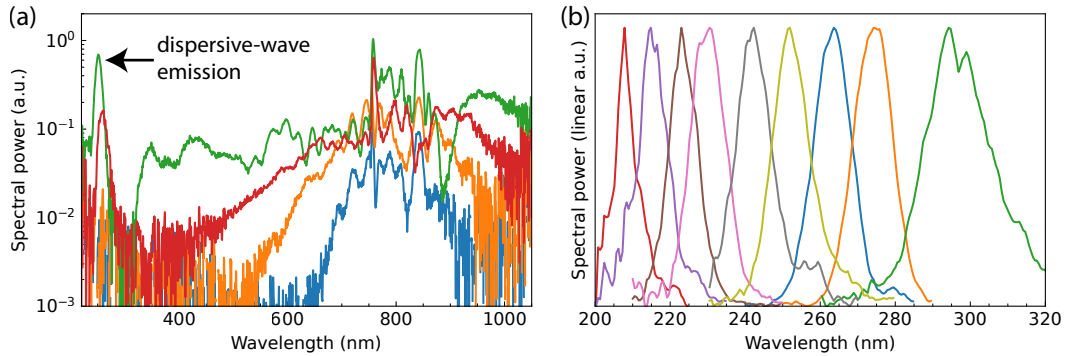 (a)
dispersive-wave
emission
Spectral power (a.u.)
10⁰
10⁻¹
10⁻²
10⁻³
400
600
800
1000
Wavelength (nm)
(b)
Spectral power (linear a.u.)
200
220
240
260
280
300
320
Wavelength (nm)